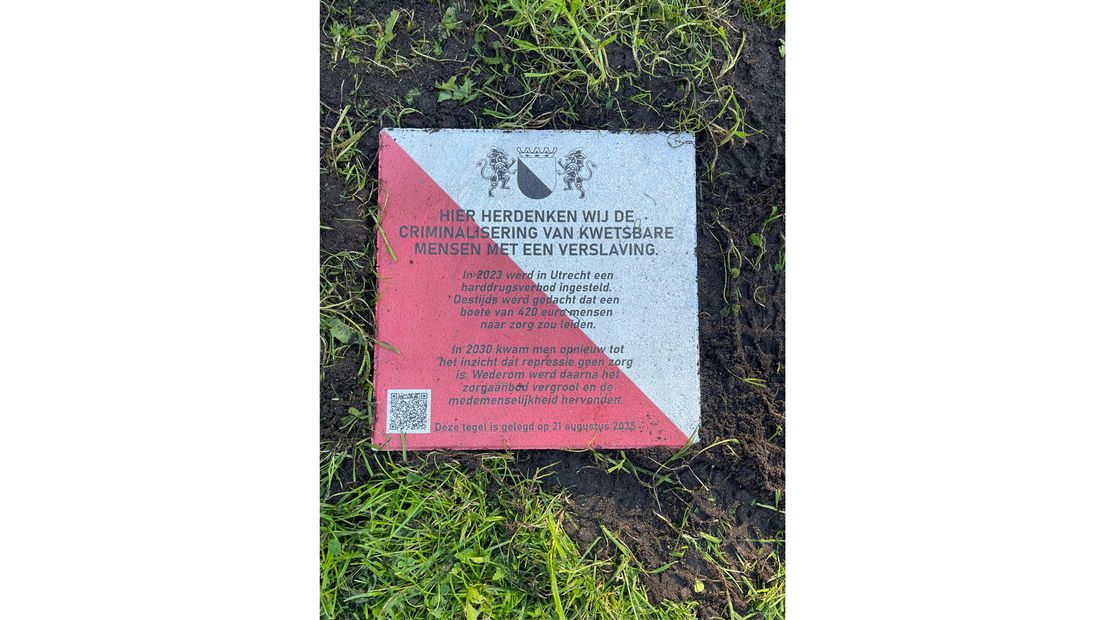 HIER HERDENKEN WIJ DE
CRIMINALISERING VAN KWETSBARE
MENSEN MET EEN VERSLAVING.
In 2023 werd in Utrecht een
harddrugsverbod ingesteld.
Destijds werd gedacht dat een
boete van 420 euro mensen
naar zorg zou leiden.
In 2030 kwam men opnieuw tot
het inzicht dat repressie geen zorg
is. Wederom werd daarna het
zorgaanbod vergroot en de
medemenselijkheid hervonden.
Deze tegel is gelegd op 21 augustus 2035